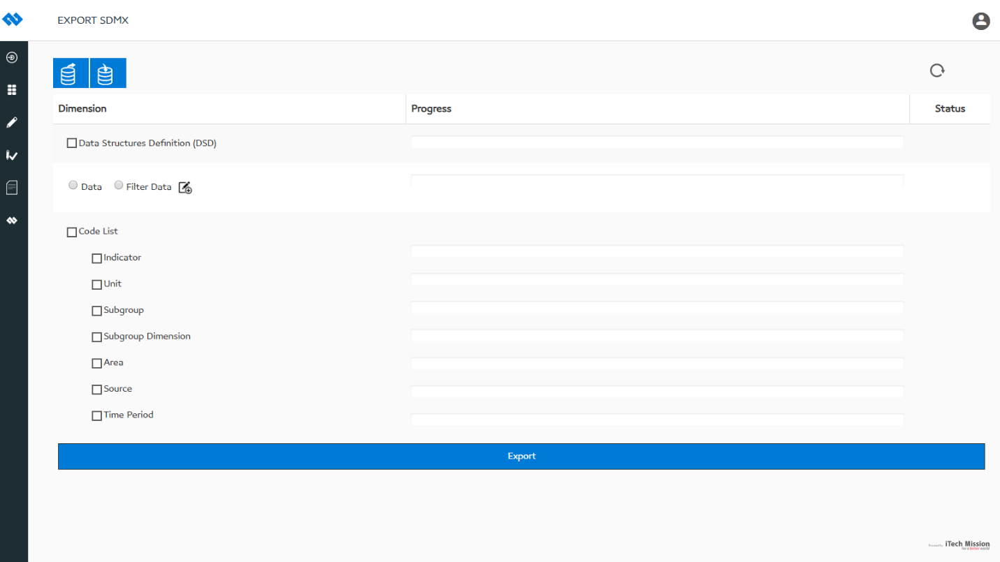 EXPORT SDMX
Dimension Progress Status
Data Structures Definition (DSD)
Data Filter Data
Code List
Indicator
Unit
Subgroup
Subgroup Dimension
Area
Source
Time Period
Export
Powered by iTech Mission
for a better world